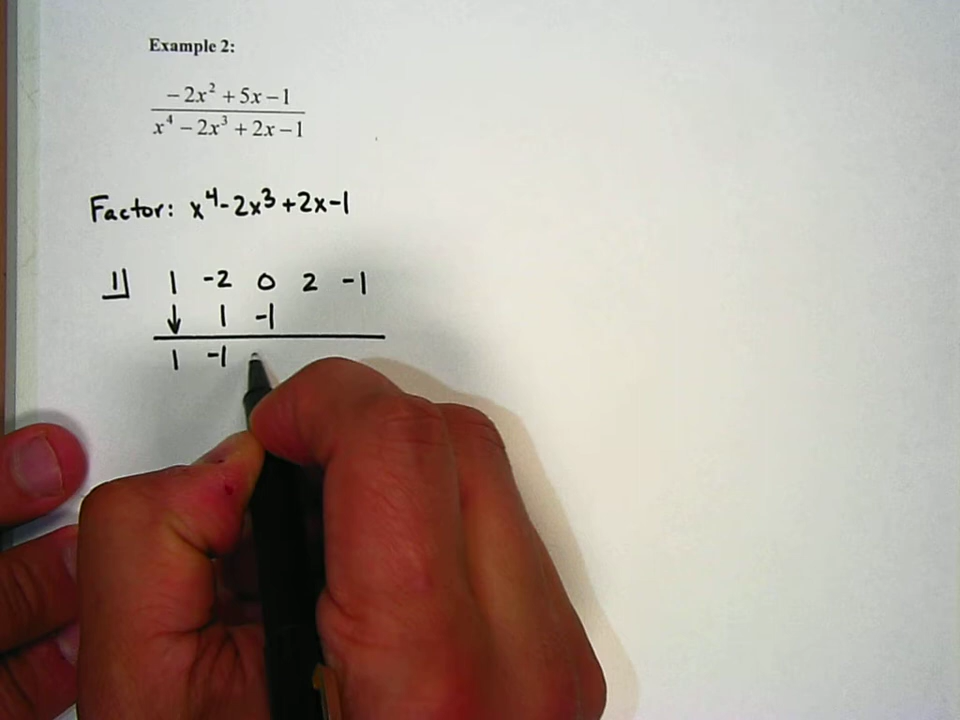 Example 2:
−2x² + 5x − 1
x⁴ − 2x³ + 2x − 1
Factor: x⁴-2x³+2x-1
1 1 -2 0 2 -1
↓ 1 -1
1 -1